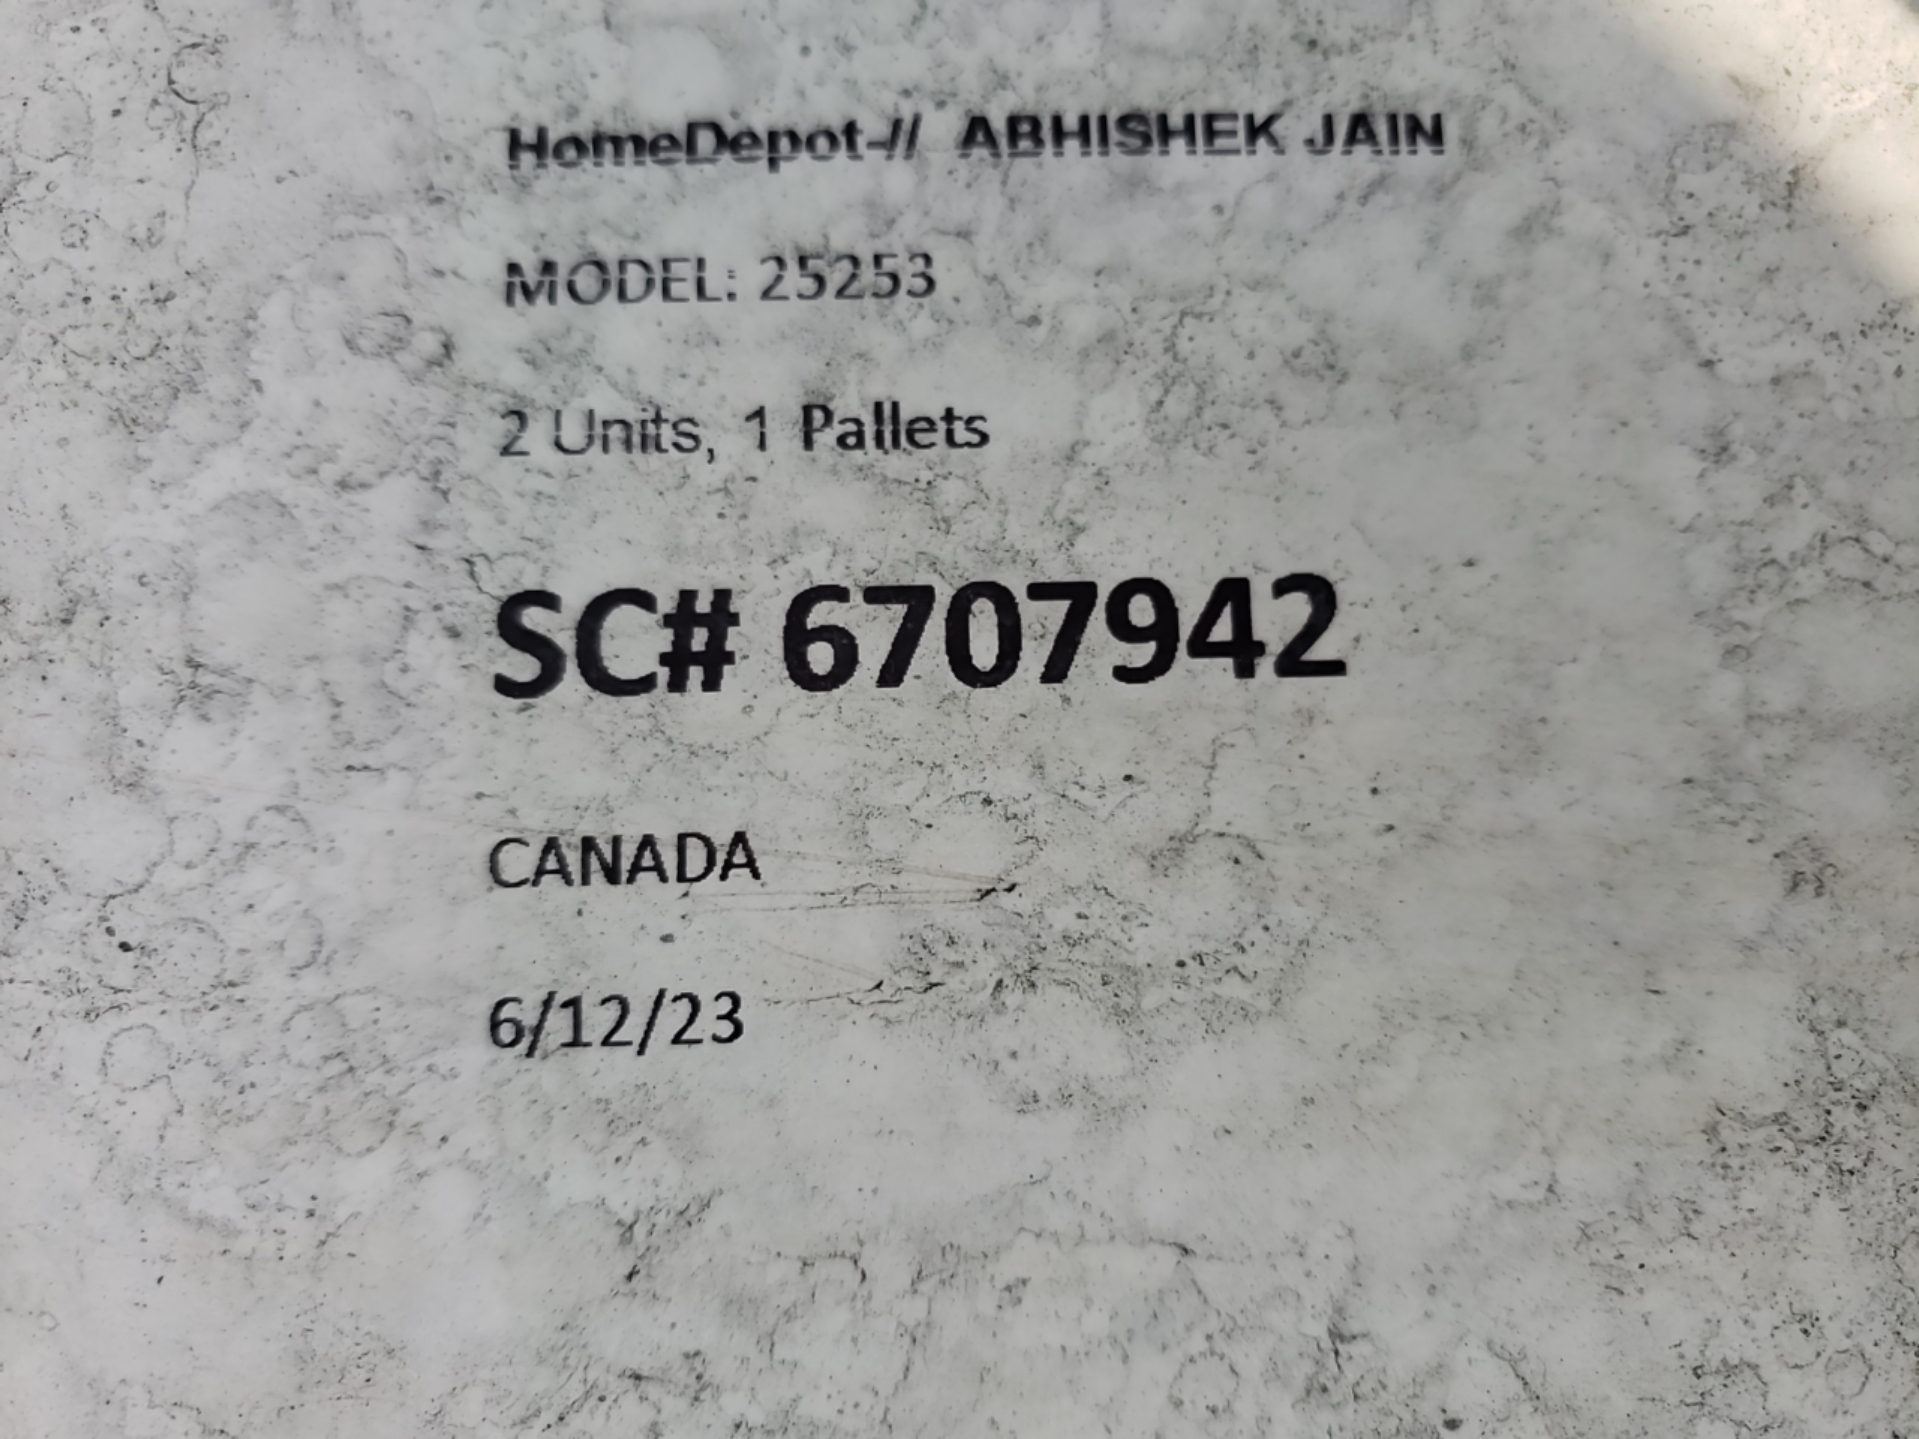 HomeDepot-// ABHISHEK JAIN
MODEL: 25253
2 Units, 1 Pallets
SC# 6707942
CANADA
6/12/23